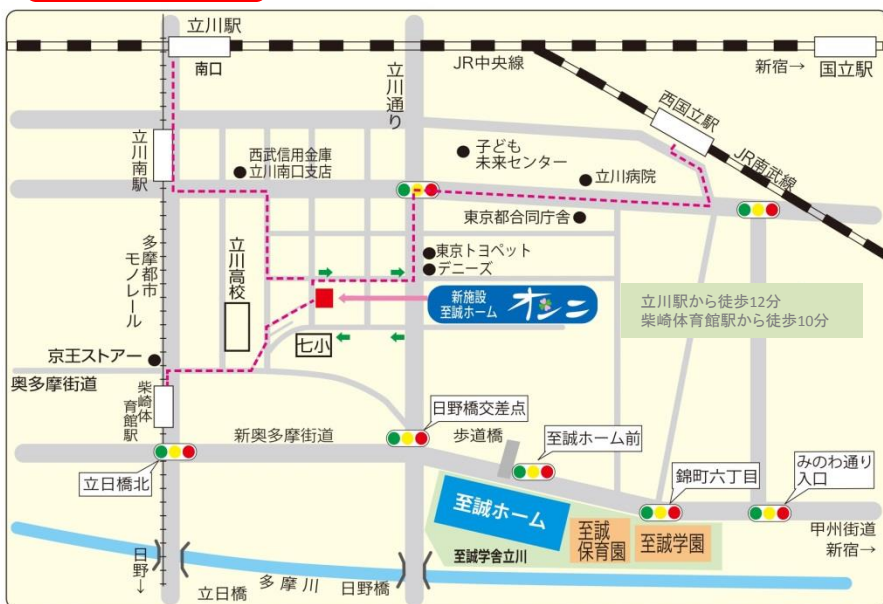 立川駅
南口
JR中央線
新宿→
国立駅
立川通り
西国立駅
JR南武線
立川南駅
西武信用金庫
立川南口支店
子ども
未来センター
立川病院
東京都合同庁舎
多摩都市
モノレール
立川高校
東京トヨペット
デニーズ
新施設
至誠ホーム
オンニ
立川駅から徒歩12分
柴崎体育館駅から徒歩10分
七小
京王ストアー
奥多摩街道
柴崎体
育館駅
日野橋交差点
新奥多摩街道
歩道橋
至誠ホーム前
立日橋北
錦町六丁目
みのわ通り
入口
至誠ホーム
至誠
保育園
至誠学園
至誠学舎立川
甲州街道
新宿→
日野→
立日橋
多摩川
日野橋